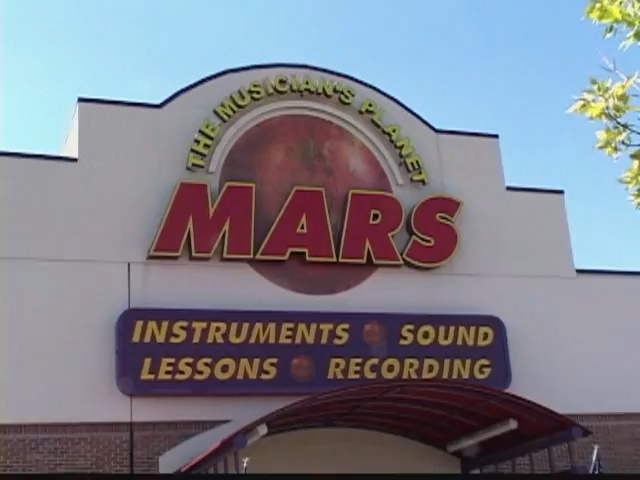 THE MUSICIAN'S PLANET
MARS
INSTRUMENTS SOUND
LESSONS RECORDING